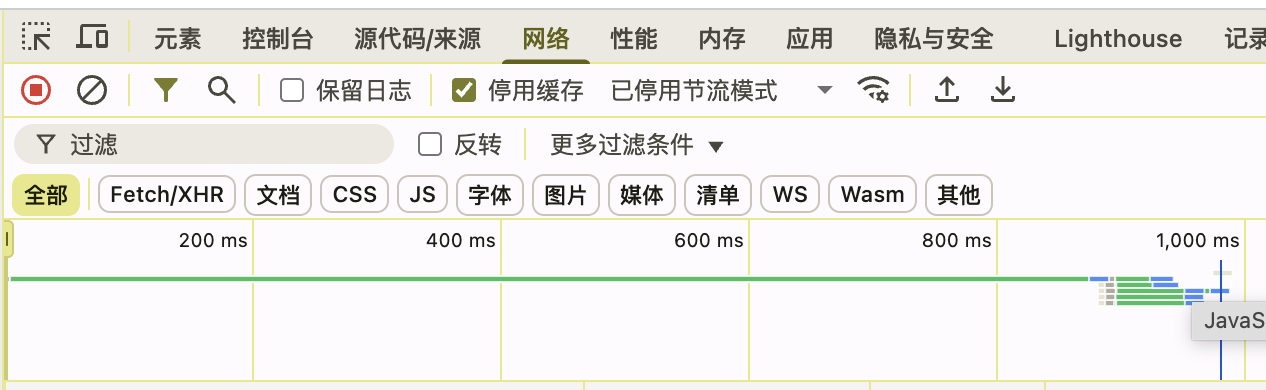 元素 控制台 源代码/来源 网络 性能 内存 应用 隐私与安全 Lighthouse 记录
保留日志 停用缓存 已停用节流模式
过滤 反转 更多过滤条件
全部 Fetch/XHR 文档 CSS JS 字体 图片 媒体 清单 WS Wasm 其他
200 ms 400 ms 600 ms 800 ms 1,000 ms
JavaS